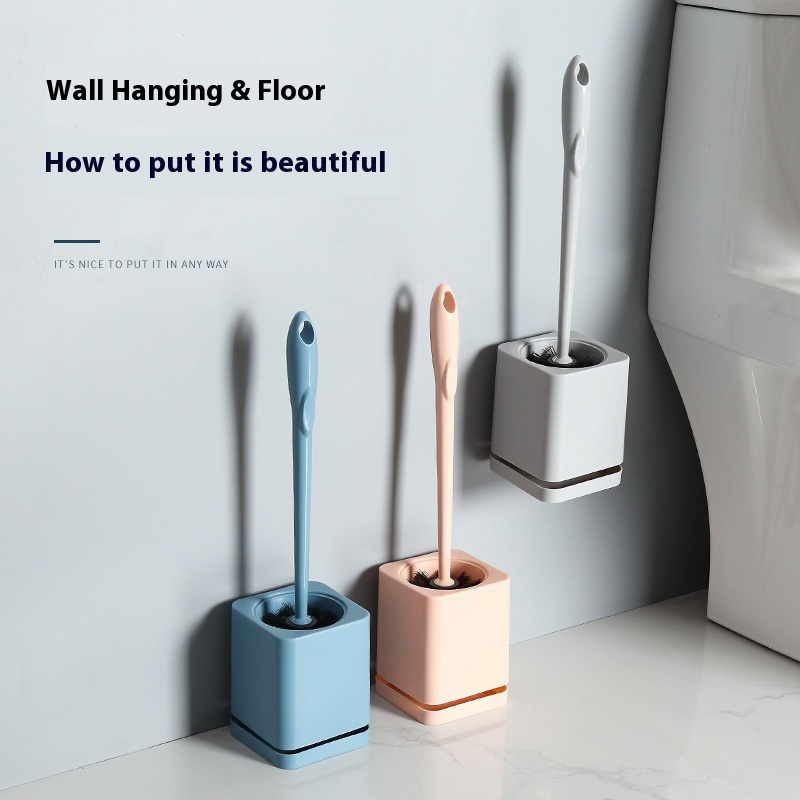 Wall Hanging & Floor
How to put it is beautiful
IT'S NICE TO PUT IT IN ANY WAY